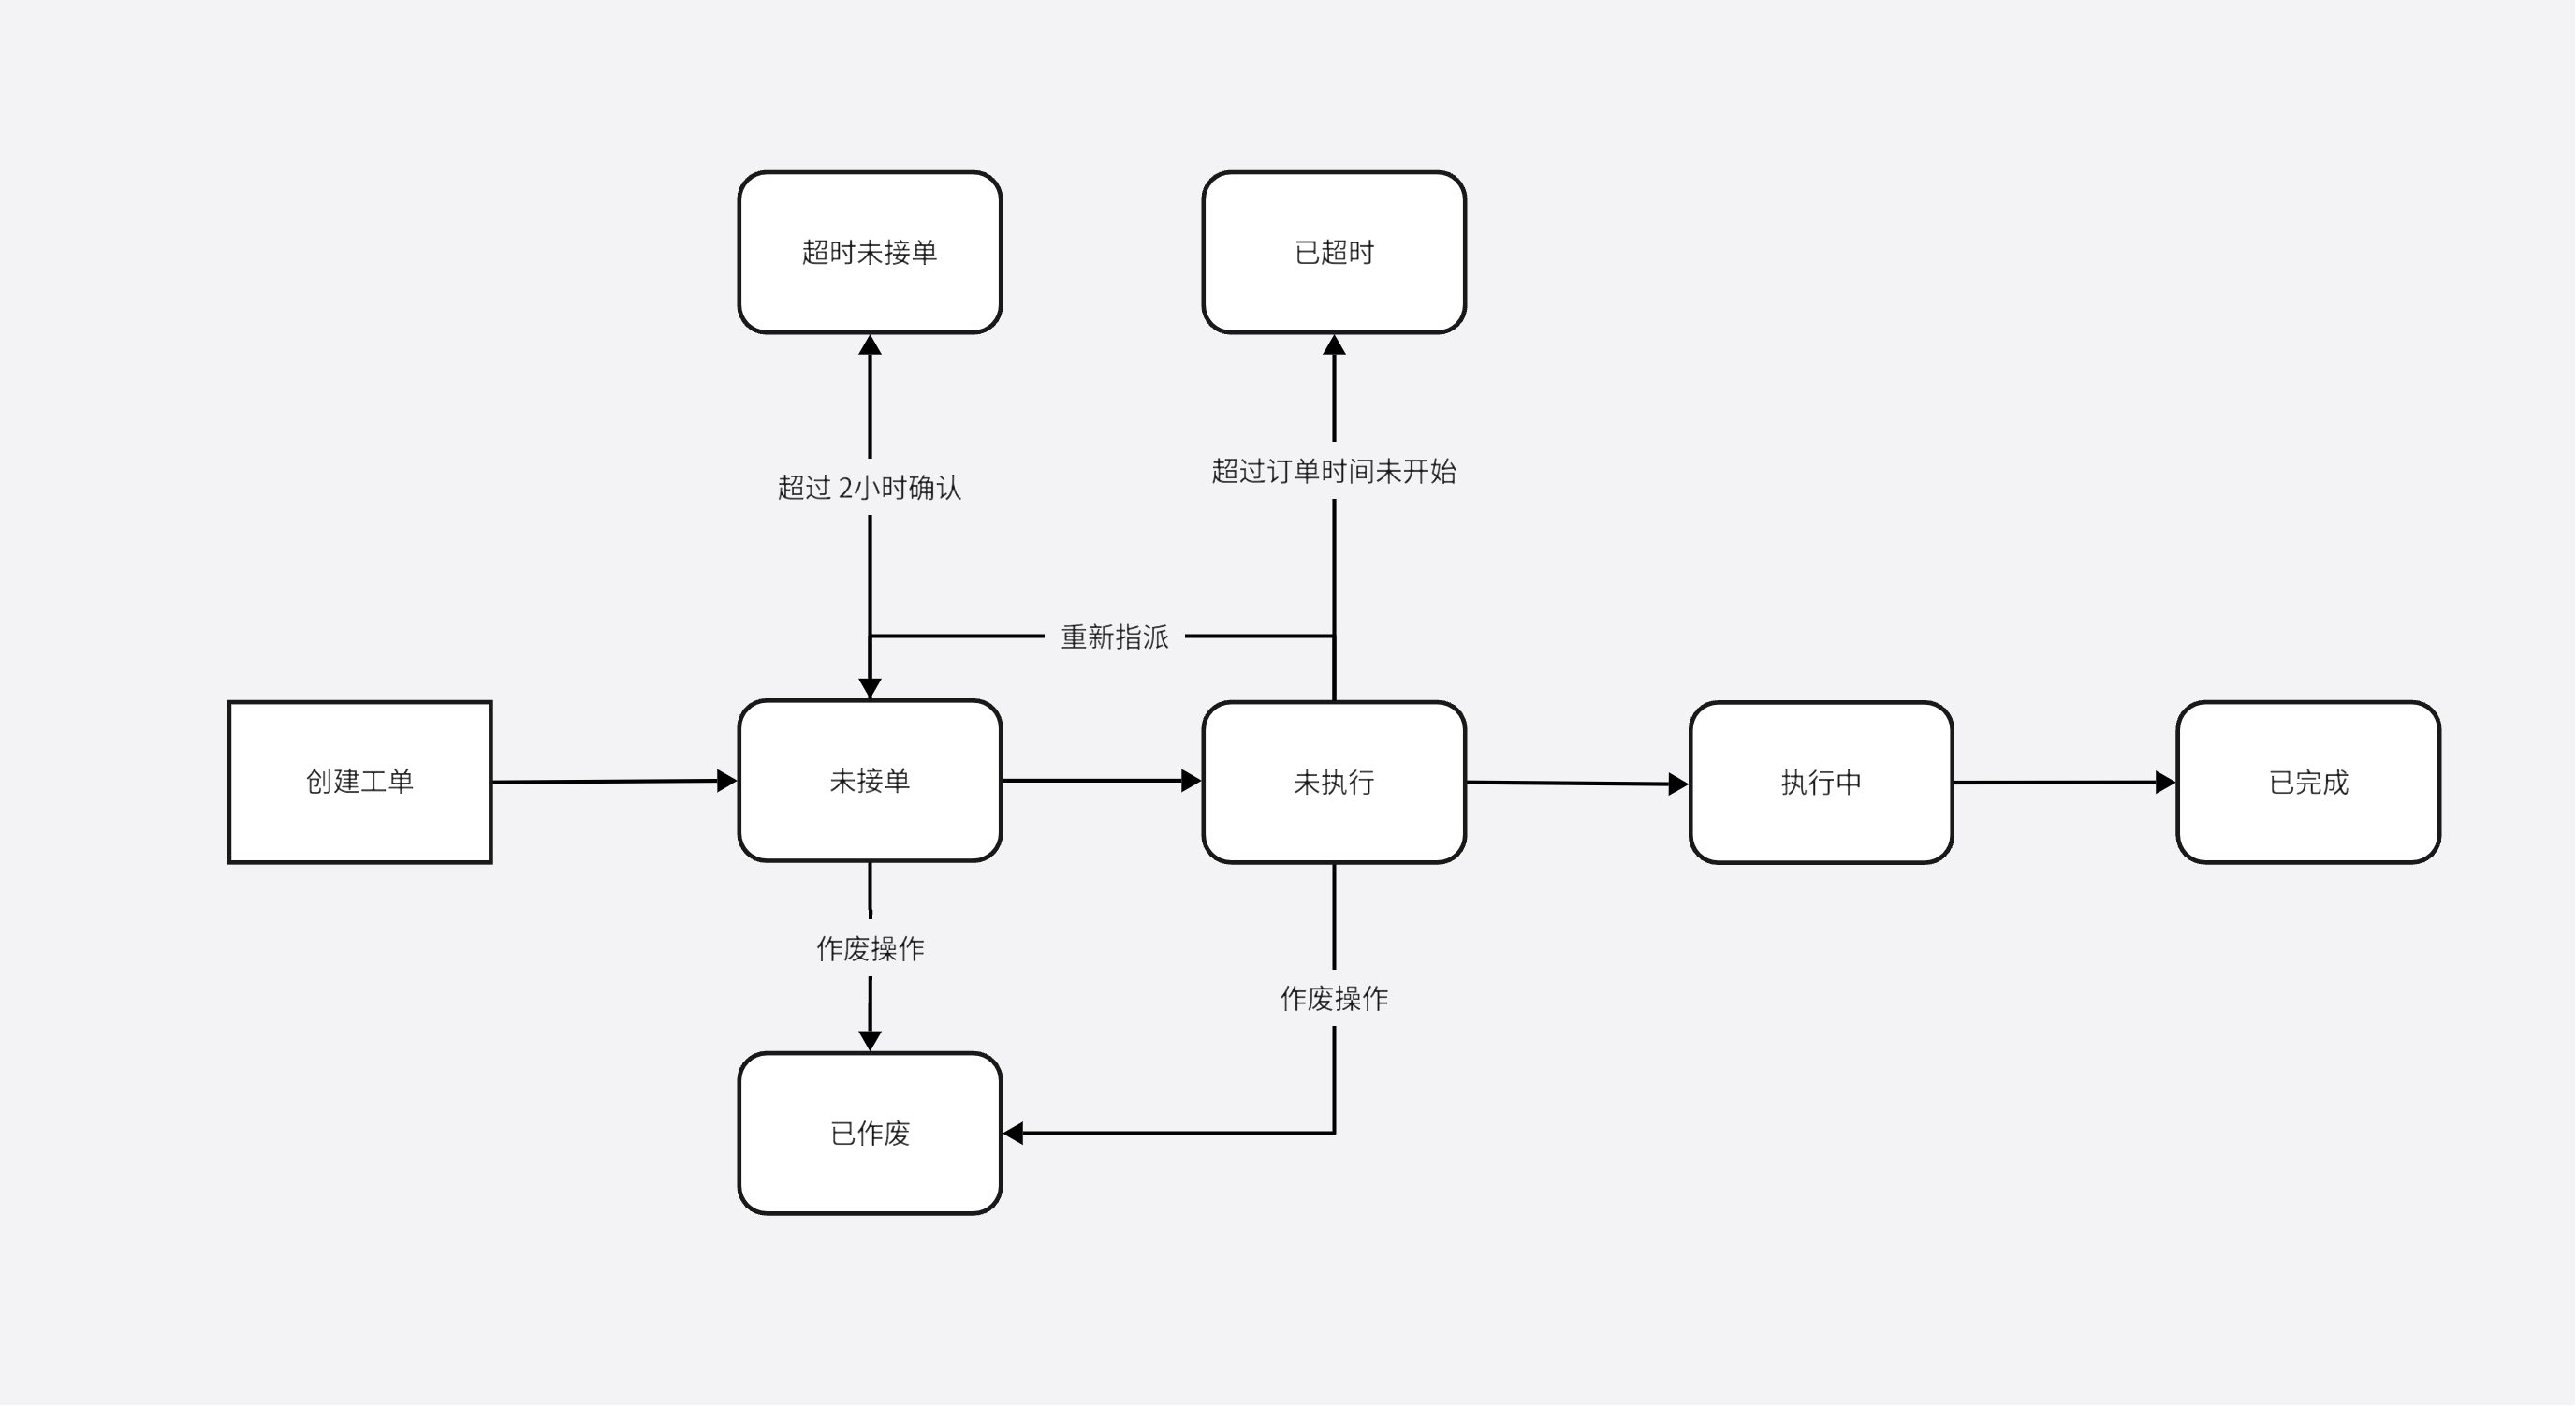 超时未接单
已超时
超过订单时间未开始
超过 2小时确认
重新指派
创建工单
未接单
未执行
执行中
已完成
作废操作
作废操作
已作废